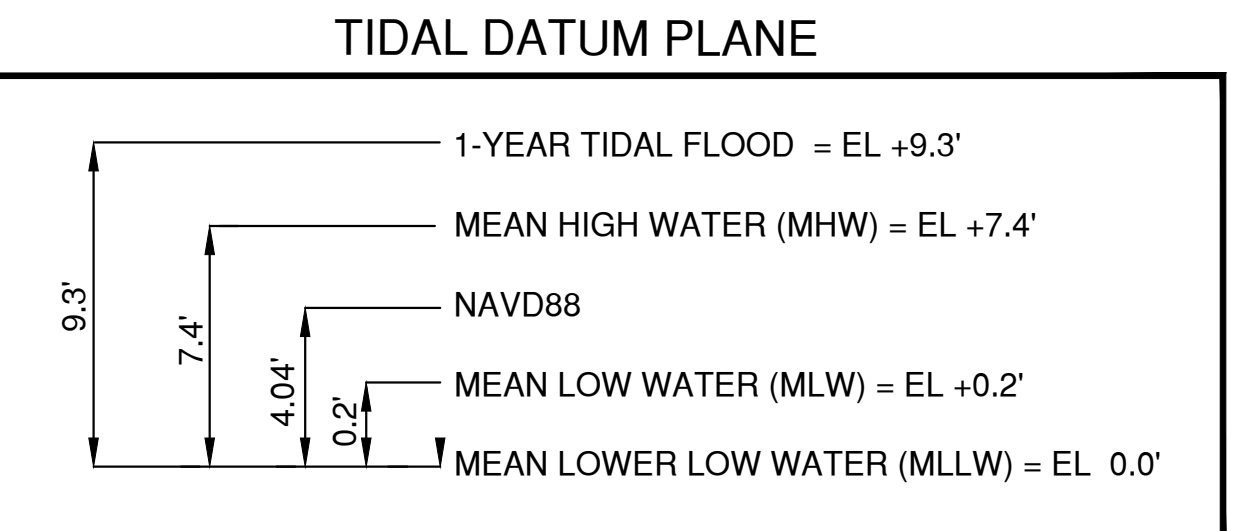 TIDAL DATUM PLANE
1-YEAR TIDAL FLOOD = EL +9.3'
MEAN HIGH WATER (MHW) = EL +7.4'
NAVD88
MEAN LOW WATER (MLW) = EL +0.2'
MEAN LOWER LOW WATER (MLLW) = EL 0.0'
9.3'
7.4'
4.04'
0.2'